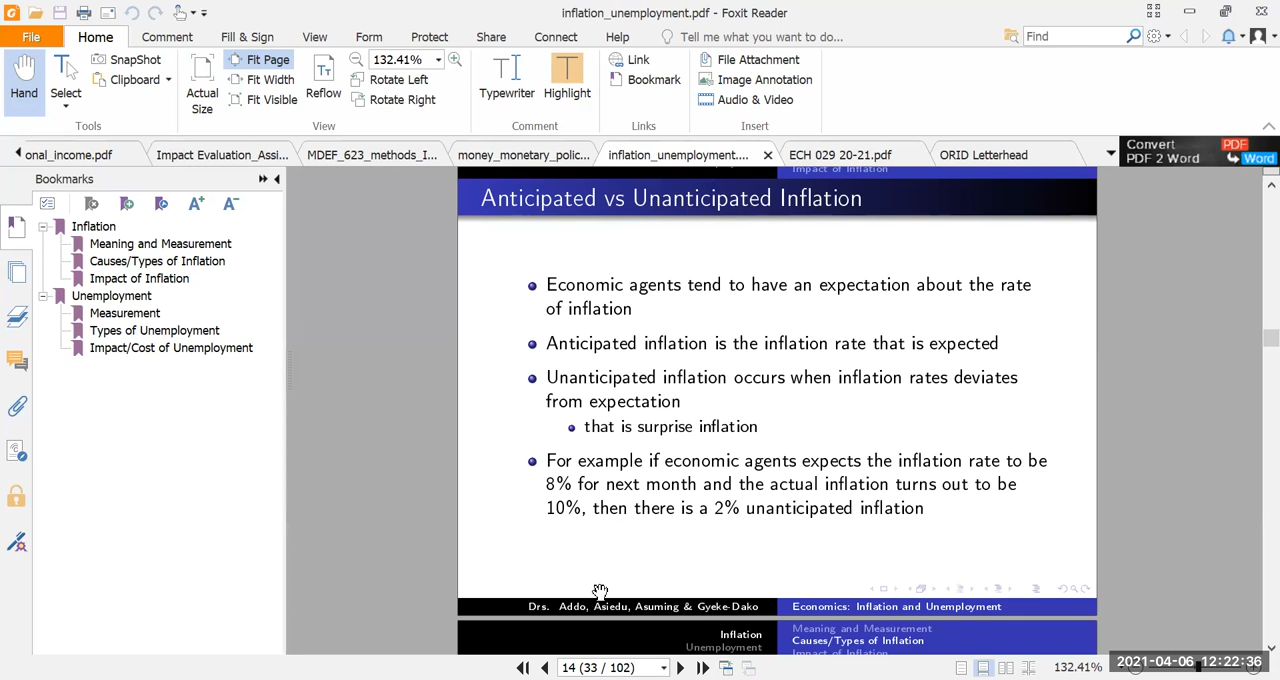 inflation_unemployment.pdf - Foxit Reader
File Home Comment Fill & Sign View Form Protect Share Connect Help Tell me what you want to do... Find
Hand Select SnapShot Clipboard
Tools
Actual Size Fit Page Fit Width Fit Visible Reflow 132.41% Rotate Left Rotate Right
View
Typewriter Highlight
Comment
Link Bookmark
Links
File Attachment Image Annotation Audio & Video
Insert
onal_income.pdf Impact Evaluation_Assi... MDEF_623_methods_I... money_monetary_polic... inflation_unemployment.... ECH 029 20-21.pdf ORID Letterhead
Convert PDF
PDF 2 Word Word
Bookmarks
Inflation
Meaning and Measurement
Causes/Types of Inflation
Impact of Inflation
Unemployment
Measurement
Types of Unemployment
Impact/Cost of Unemployment
Impact of Inflation
Anticipated vs Unanticipated Inflation
Economic agents tend to have an expectation about the rate
of inflation
Anticipated inflation is the inflation rate that is expected
Unanticipated inflation occurs when inflation rates deviates
from expectation
that is surprise inflation
For example if economic agents expects the inflation rate to be
8% for next month and the actual inflation turns out to be
10%, then there is a 2% unanticipated inflation
Drs. Addo, Asiedu, Asuming & Gyeke-Dako Economics: Inflation and Unemployment
Inflation
Unemployment
Meaning and Measurement
Causes/Types of Inflation
Impact of Inflation
14 (33 / 102) 132.41%
2021-04-06 12:22:36